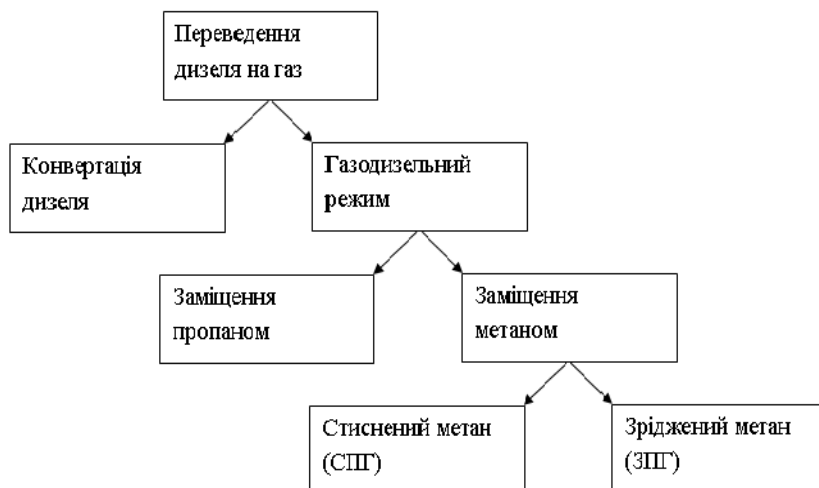 Переведення
дизеля на газ
Конвертація
дизеля
Газодизельний
режим
Заміщення
пропаном
Заміщення
метаном
Стиснений метан
(СПГ)
Зріджений метан
(ЗПГ)